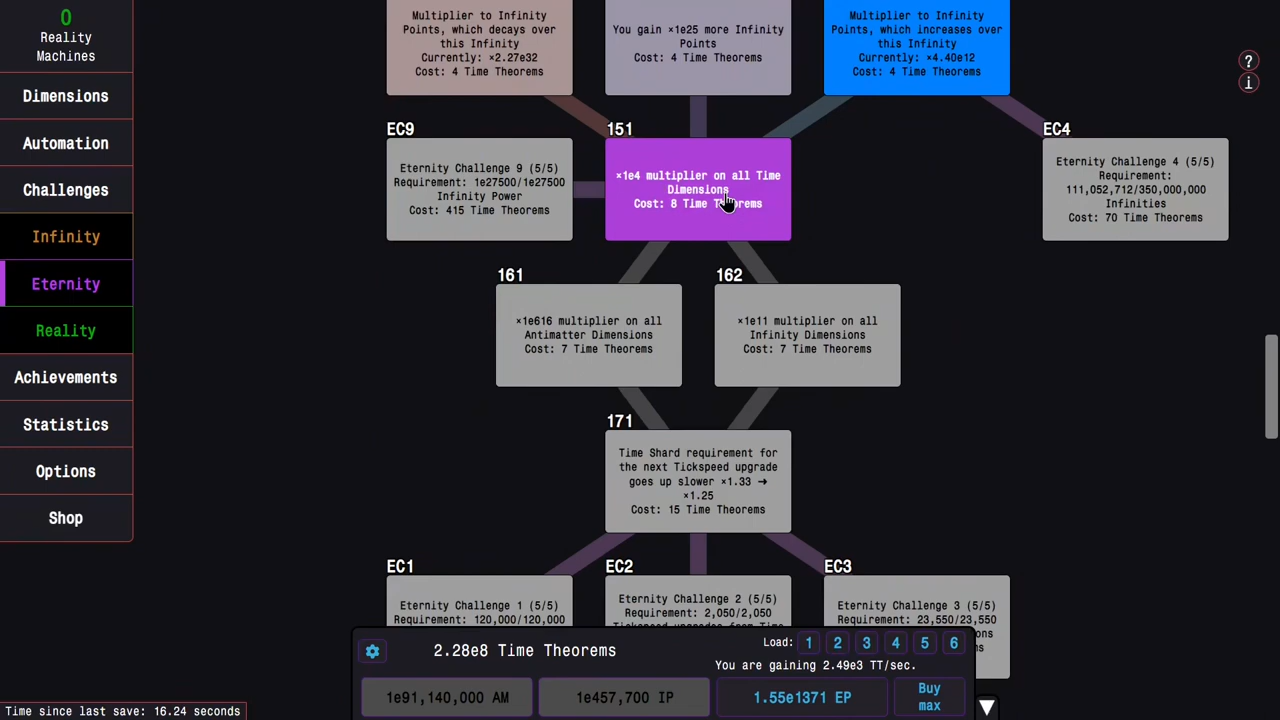 0
Reality
Machines
Dimensions
Automation
Challenges
Infinity
Eternity
Reality
Achievements
Statistics
Options
Shop
Multiplier to Infinity
Points, which decays over
this Infinity
Currently: ×2.27e32
Cost: 4 Time Theorems
You gain ×1e25 more Infinity
Points
Cost: 4 Time Theorems
Multiplier to Infinity
Points, which increases over
this Infinity
Currently: ×4.40e12
Cost: 4 Time Theorems
?
i
EC9
Eternity Challenge 9 (5/5)
Requirement: 1e27500/1e27500
Infinity Power
Cost: 415 Time Theorems
151
×1e4 multiplier on all Time
Dimensions
Cost: 8 Time Theorems
EC4
Eternity Challenge 4 (5/5)
Requirement:
111,052,712/350,000,000
Infinities
Cost: 70 Time Theorems
161
×1e616 multiplier on all
Antimatter Dimensions
Cost: 7 Time Theorems
162
×1e11 multiplier on all
Infinity Dimensions
Cost: 7 Time Theorems
171
Time Shard requirement for
the next Tickspeed upgrade
goes up slower ×1.33 →
×1.25
Cost: 15 Time Theorems
EC1
Eternity Challenge 1 (5/5)
Requirement: 120,000/120,000
EC2
Eternity Challenge 2 (5/5)
Requirement: 2,050/2,050
EC3
Eternity Challenge 3 (5/5)
Requirement: 23,550/23,550
2.28e8 Time Theorems
Load: 1 2 3 4 5 6
You are gaining 2.49e3 TT/sec.
1e91,140,000 AM
1e457,700 IP
1.55e1371 EP
Buy
max
Time since last save: 16.24 seconds